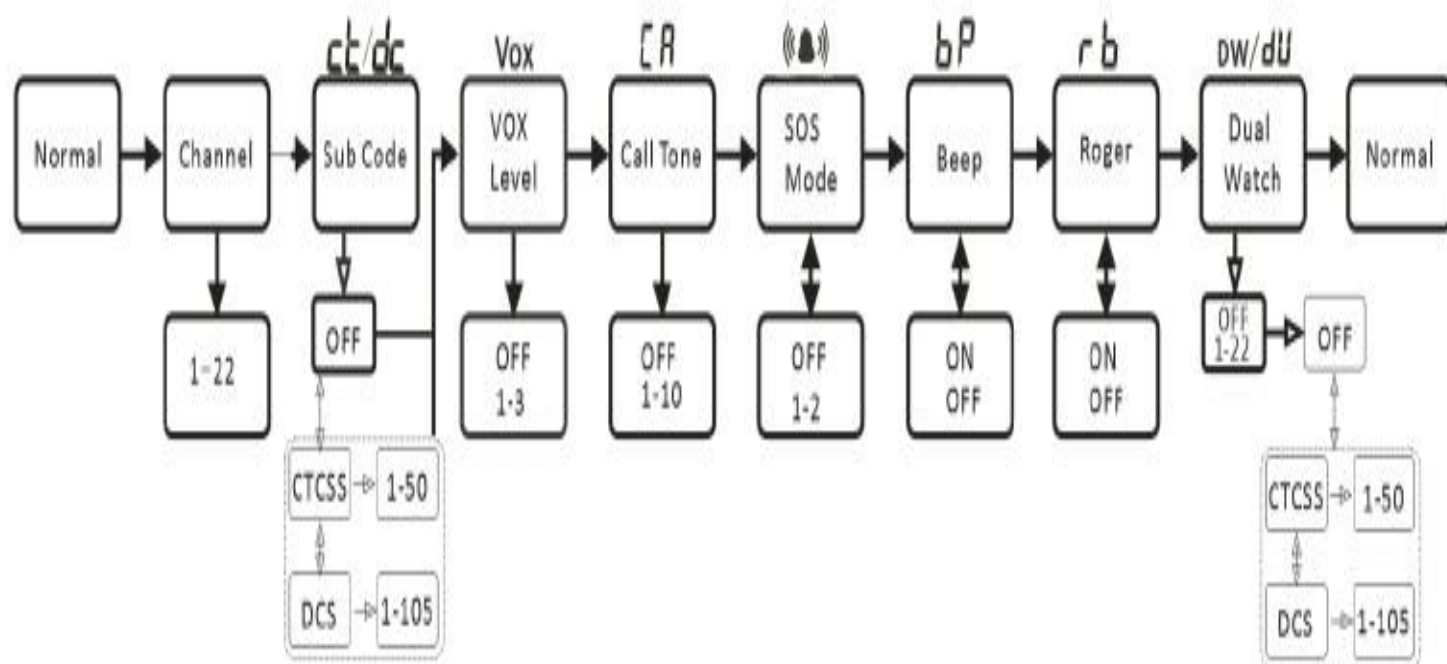 ct/dc
Vox
CA
bP
rb
DW/dU
Normal
Channel
Sub Code
VOX
Level
Call Tone
SOS
Mode
Beep
Roger
Dual
Watch
Normal
1-22
OFF
OFF
1-3
OFF
1-10
OFF
1-2
ON
OFF
ON
OFF
OFF
1-22
OFF
CTCSS
1-50
DCS
1-105
CTCSS
1-50
DCS
1-105